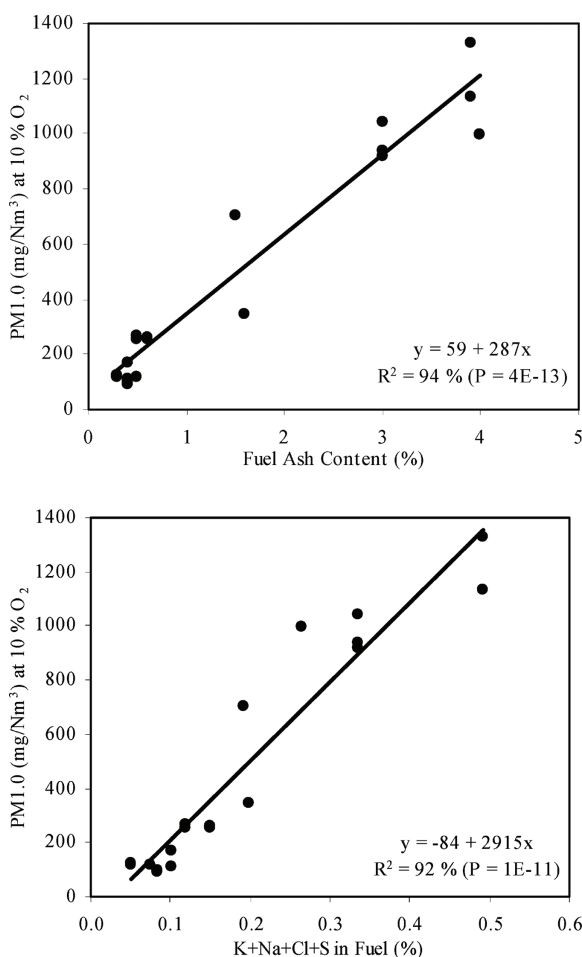 1400
1200
1000
800
600
400
200
0
PM1.0 (mg/Nm³) at 10 % O₂
y = 59 + 287x
R² = 94 % (P = 4E-13)
0 1 2 3 4 5
Fuel Ash Content (%)
1400
1200
1000
800
600
400
200
0
PM1.0 (mg/Nm³) at 10 % O₂
y = -84 + 2915x
R² = 92 % (P = 1E-11)
0.0 0.1 0.2 0.3 0.4 0.5 0.6
K+Na+Cl+S in Fuel (%)